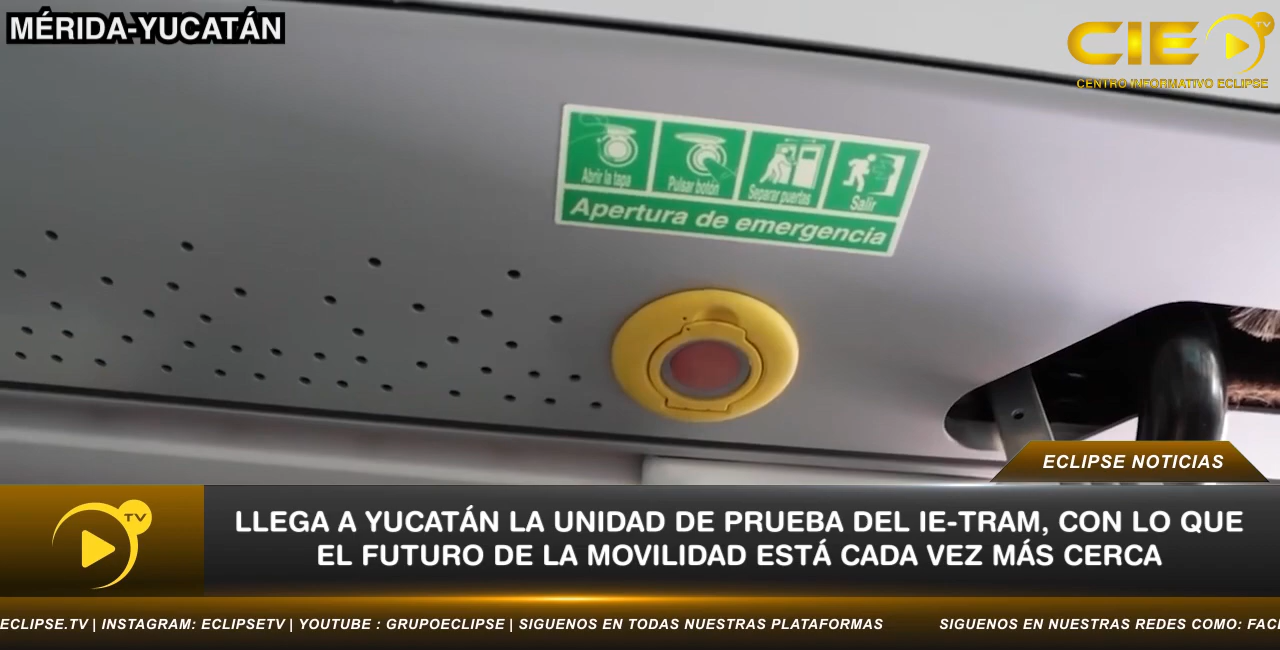 MÉRIDA-YUCATÁN
CIE TV
CENTRO INFORMATIVO ECLIPSE
Abrir la tapa
Pulsar botón
Separar puertas
Salir
Apertura de emergencia
ECLIPSE NOTICIAS
TV
LLEGA A YUCATÁN LA UNIDAD DE PRUEBA DEL IE-TRAM, CON LO QUE
EL FUTURO DE LA MOVILIDAD ESTÁ CADA VEZ MÁS CERCA
ECLIPSE.TV | INSTAGRAM: ECLIPSETV | YOUTUBE : GRUPOECLIPSE | SIGUENOS EN TODAS NUESTRAS PLATAFORMAS SIGUENOS EN NUESTRAS REDES COMO: